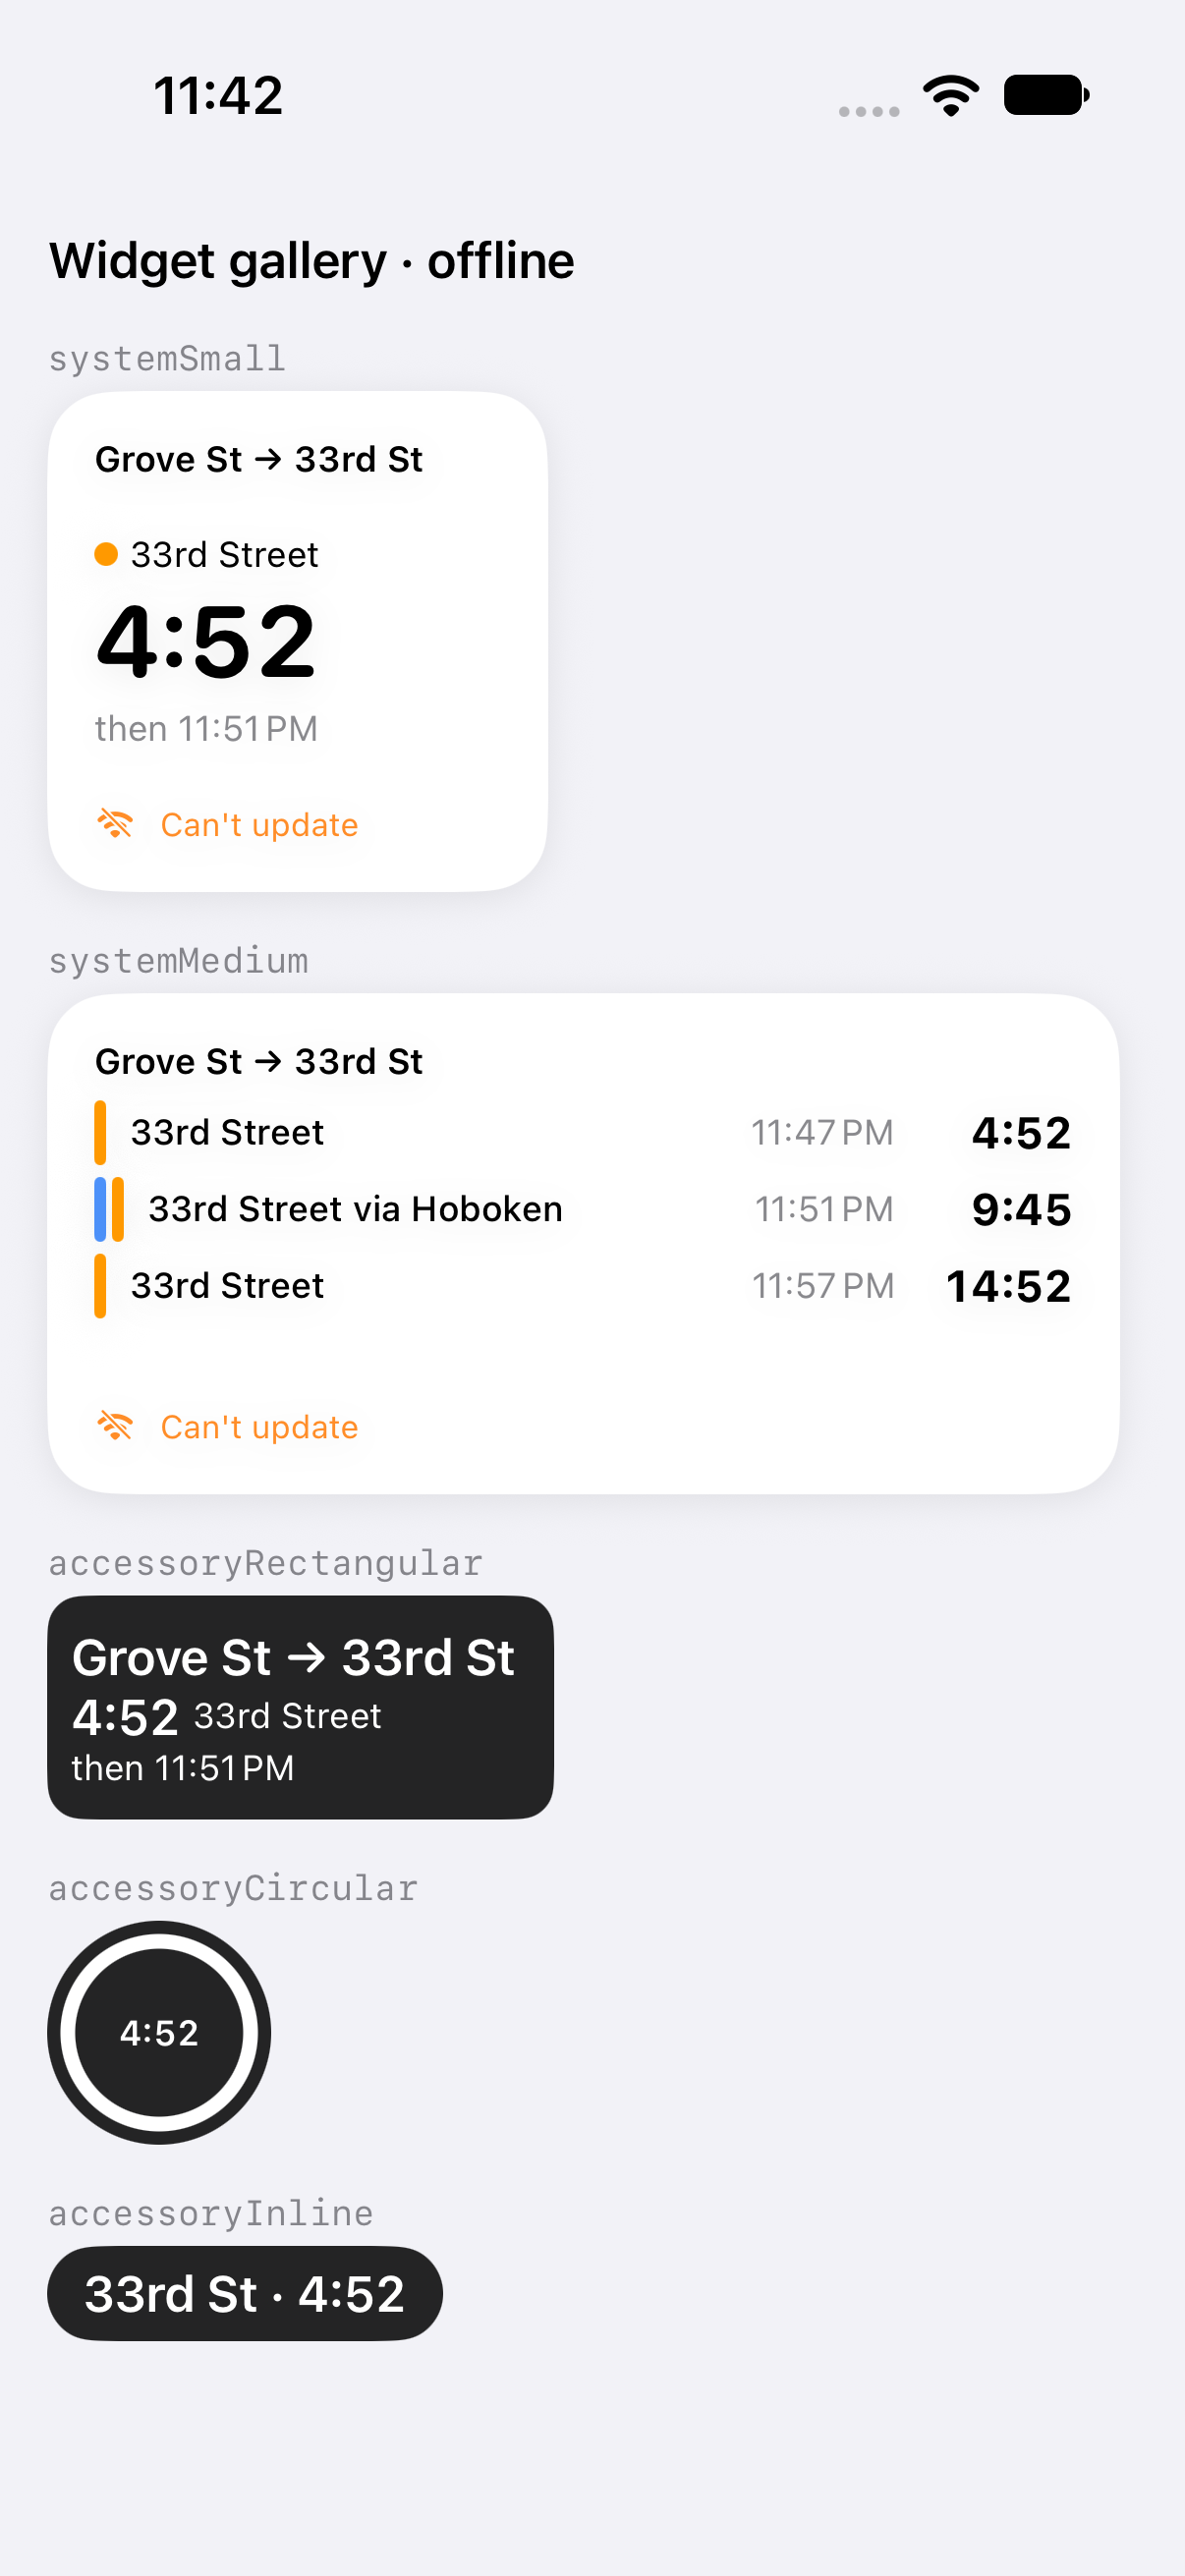 11:42
Widget gallery · offline
systemSmall
Grove St → 33rd St
33rd Street
4:52
then 11:51 PM
Can't update
systemMedium
Grove St → 33rd St
33rd Street 11:47 PM 4:52
33rd Street via Hoboken 11:51 PM 9:45
33rd Street 11:57 PM 14:52
Can't update
accessoryRectangular
Grove St → 33rd St
4:52 33rd Street
then 11:51 PM
accessoryCircular
4:52
accessoryInline
33rd St · 4:52